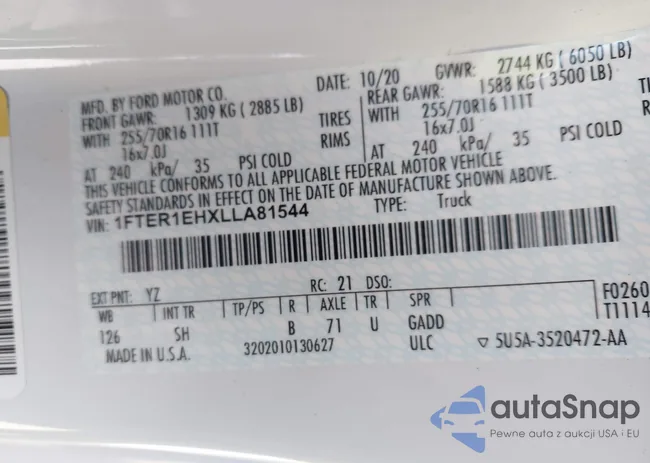 MFD. BY FORD MOTOR CO. DATE: 10/20 GVWR: 2744 KG ( 6050 LB)
FRONT GAWR: 1309 KG ( 2885 LB) REAR GAWR: 1588 KG ( 3500 LB)
WITH 255/70R16 111T TIRES WITH 255/70R16 111T
16x7.0J RIMS 16x7.0J
AT 240 kPa/ 35 PSI COLD AT 240 kPa/ 35 PSI COLD
THIS VEHICLE CONFORMS TO ALL APPLICABLE FEDERAL MOTOR VEHICLE
SAFETY STANDARDS IN EFFECT ON THE DATE OF MANUFACTURE SHOWN ABOVE.
VIN: 1FTER1EHXLLA81544 TYPE: Truck
EXT PNT: YZ RC: 21 DSO:
WB INT TR TP/PS R AXLE TR SPR
126 SH B 71 U GADD
MADE IN U.S.A. 3202010130627 ULC ▽ 5U5A-3520472-AA
F0260
T1114
autaSnap
Pewne auta z aukcji USA i EU